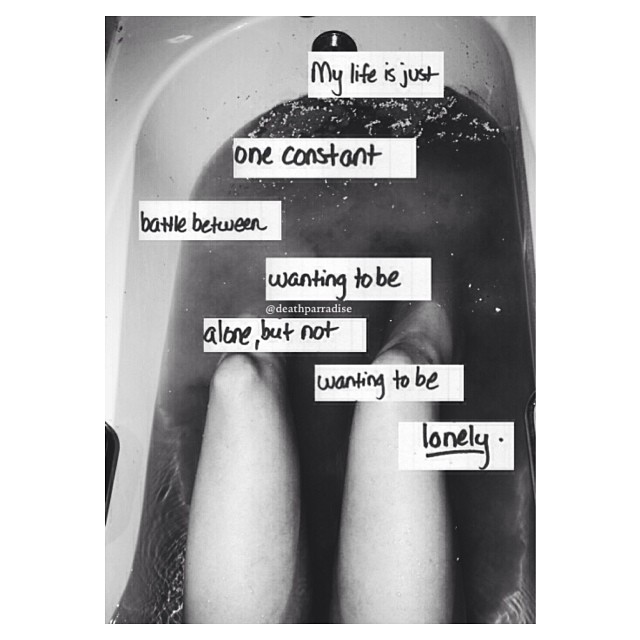 My life is just
one constant
battle between
wanting to be
@deathparradise
alone, but not
wanting to be
lonely.